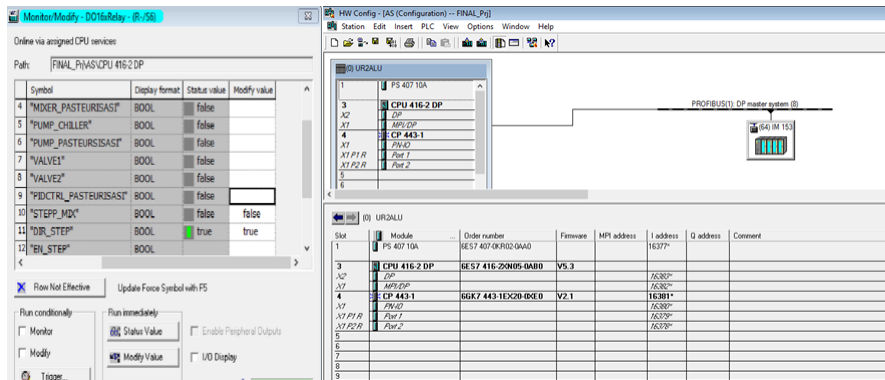 Monitor/Modify - DO16xRelay - (R-/S6)
Online via assigned CPU services
Path: FINAL_Prj\AS\CPU 416-2 DP
Symbol Display format Status value Modify value
4 "MIXER_PASTEURISASI" BOOL false
5 "PUMP_CHILLER" BOOL false
6 "PUMP_PASTEURSISASI" BOOL false
7 "VALVE1" BOOL false
8 "VALVE2" BOOL false
9 "PIDCTRL_PASTEURISASI" BOOL false
10 "STEPP_MIX" BOOL false false
11 "DIR_STEP" BOOL true true
12 "EN_STEP" BOOL
Row Not Effective Update Force Symbol with F5
Run conditionally Run immediately
Monitor Status Value Enable Peripheral Outputs
Modify Modify Value I/O Display
Trigger...
HW Config - [AS (Configuration) -- FINAL_Prj]
Station Edit Insert PLC View Options Window Help
(0) UR2ALU
1 PS 407 10A
3 CPU 416-2 DP
X2 DP
X1 MPI/DP
4 CP 443-1
X1 PN-IO
X1 P1 R Port 1
X1 P2 R Port 2
5
6
PROFIBUS(1): DP master system (8)
(64) IM 153
(0) UR2ALU
Slot Module ... Order number Firmware MPI address I address Q address Comment
1 PS 407 10A 6ES7 407-0KR02-0AA0 16377*
3 CPU 416-2 DP 6ES7 416-2XN05-0AB0 V5.3
X2 DP 16383*
X1 MPI/DP 16382*
4 CP 443-1 6GK7 443-1EX20-0XE0 V2.1 16381*
X1 PN-IO 16380*
X1 P1 R Port 1 16379*
X1 P2 R Port 2 16378*
5
6
7
8
9